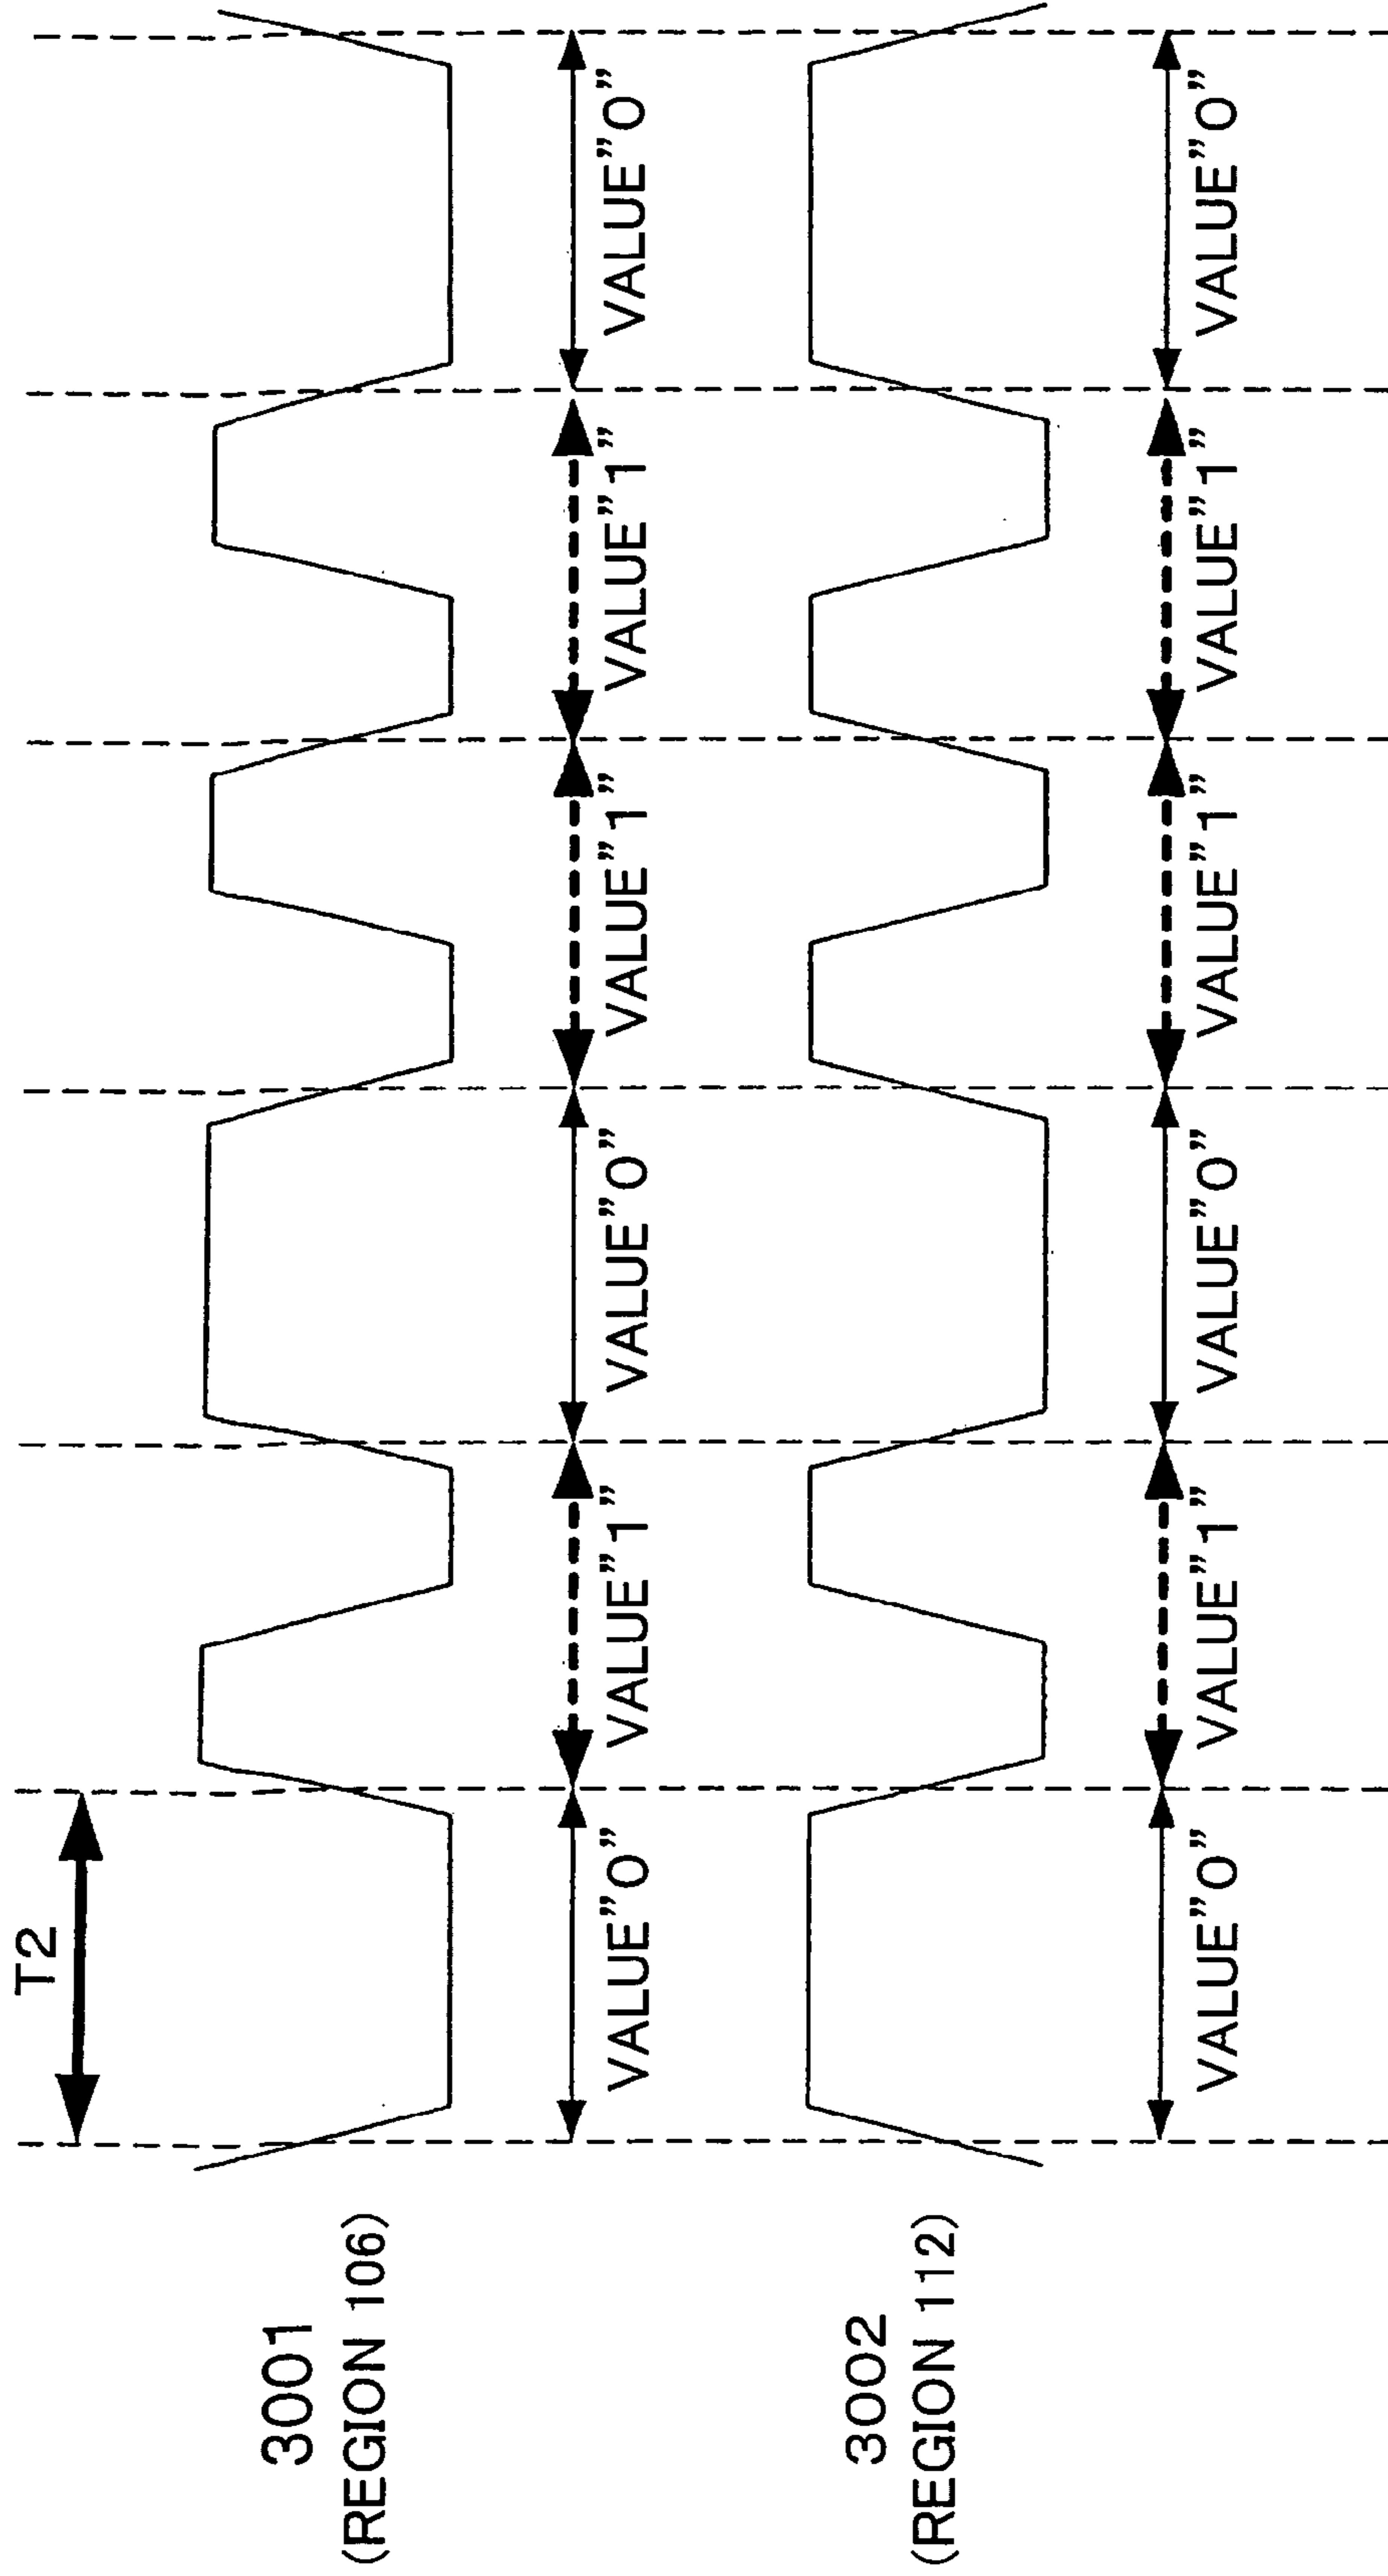 T2
3001
(REGION 106)
VALUE"0" VALUE"1" VALUE"0" VALUE"1" VALUE"1" VALUE"0"
3002
(REGION 112)
VALUE"0" VALUE"1" VALUE"0" VALUE"1" VALUE"1" VALUE"0"